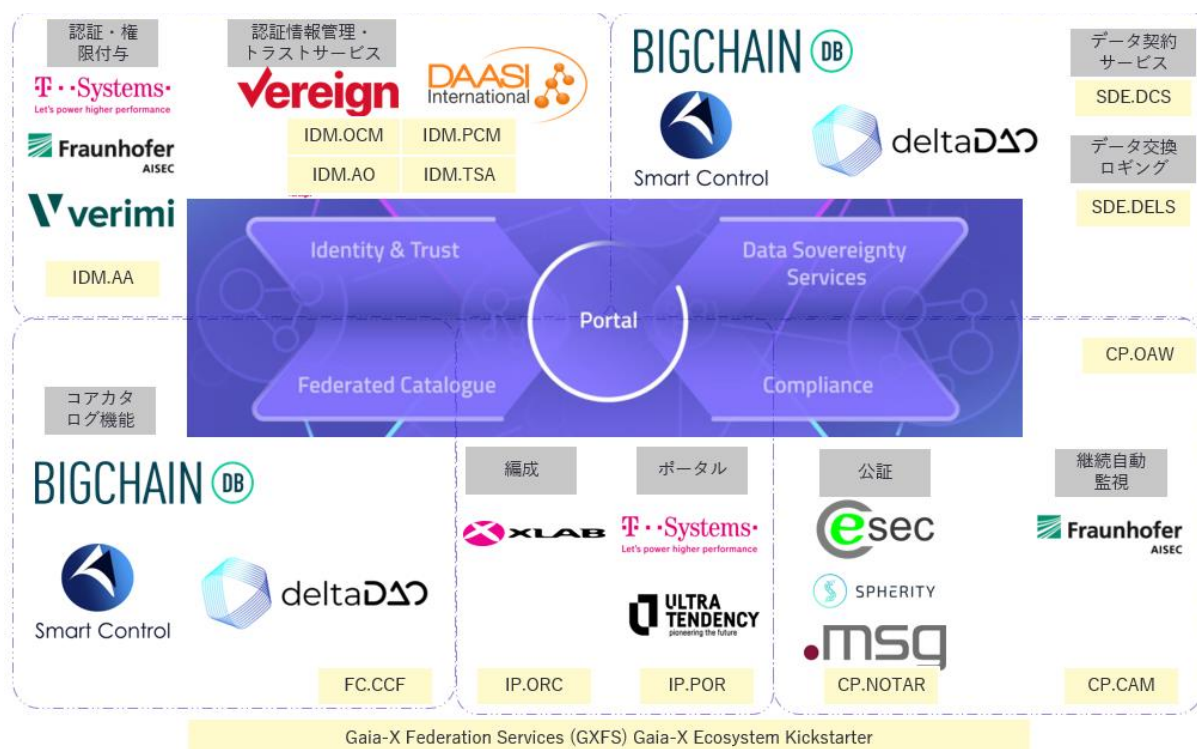 認証・権
限付与
T··Systems·
Let's power higher performance
Fraunhofer
AISEC
verimi
IDM.AA
認証情報管理・
トラストサービス
Vereign
DAASI
International
IDM.OCM
IDM.PCM
IDM.AO
IDM.TSA
BIGCHAIN DB
Smart Control
deltaDAO
データ契約
サービス
SDE.DCS
データ交換
ロギング
SDE.DELS
Identity & Trust
Data Sovereignty
Services
Portal
Federated Catalogue
Compliance
CP.OAW
コアカタ
ログ機能
BIGCHAIN DB
Smart Control
deltaDAO
FC.CCF
編成
XLAB
IP.ORC
ポータル
T··Systems·
Let's power higher performance
ULTRA
TENDENCY
pioneering the future
IP.POR
公証
esec
SPHERITY
.msg
CP.NOTAR
継続自動
監視
Fraunhofer
AISEC
CP.CAM
Gaia-X Federation Services (GXFS) Gaia-X Ecosystem Kickstarter